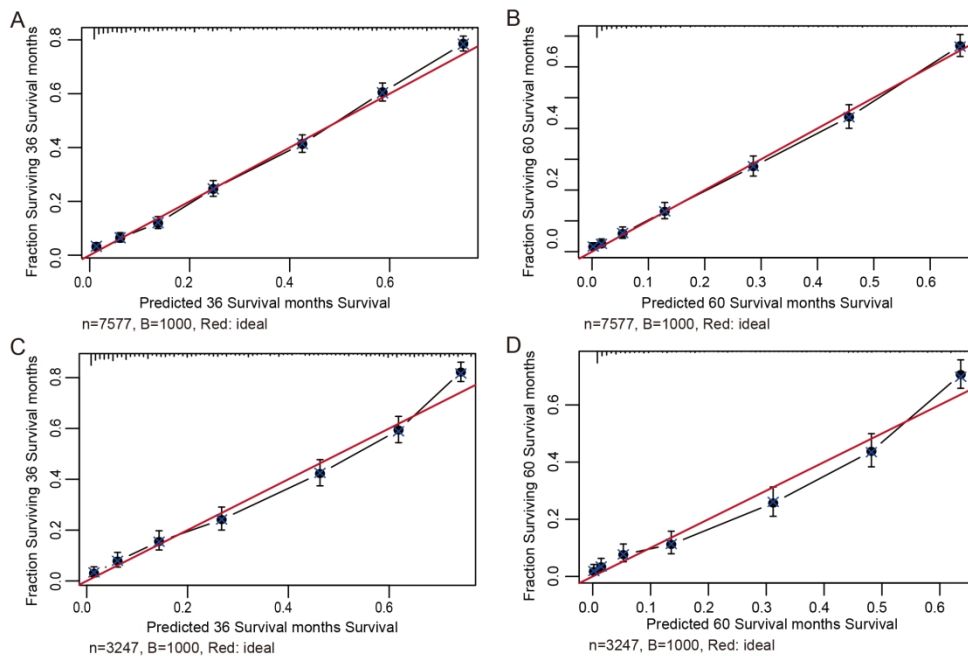 A
Fraction Surviving 36 Survival months
0.8
0.6
0.4
0.2
0.0
0.0 0.2 0.4 0.6
Predicted 36 Survival months Survival
n=7577, B=1000, Red: ideal
B
Fraction Surviving 60 Survival months
0.6
0.4
0.2
0.0
0.0 0.1 0.2 0.3 0.4 0.5 0.6
Predicted 60 Survival months Survival
n=7577, B=1000, Red: ideal
C
Fraction Surviving 36 Survival months
0.8
0.6
0.4
0.2
0.0
0.0 0.2 0.4 0.6
Predicted 36 Survival months Survival
n=3247, B=1000, Red: ideal
D
Fraction Surviving 60 Survival months
0.6
0.4
0.2
0.0
0.0 0.1 0.2 0.3 0.4 0.5 0.6
Predicted 60 Survival months Survival
n=3247, B=1000, Red: ideal